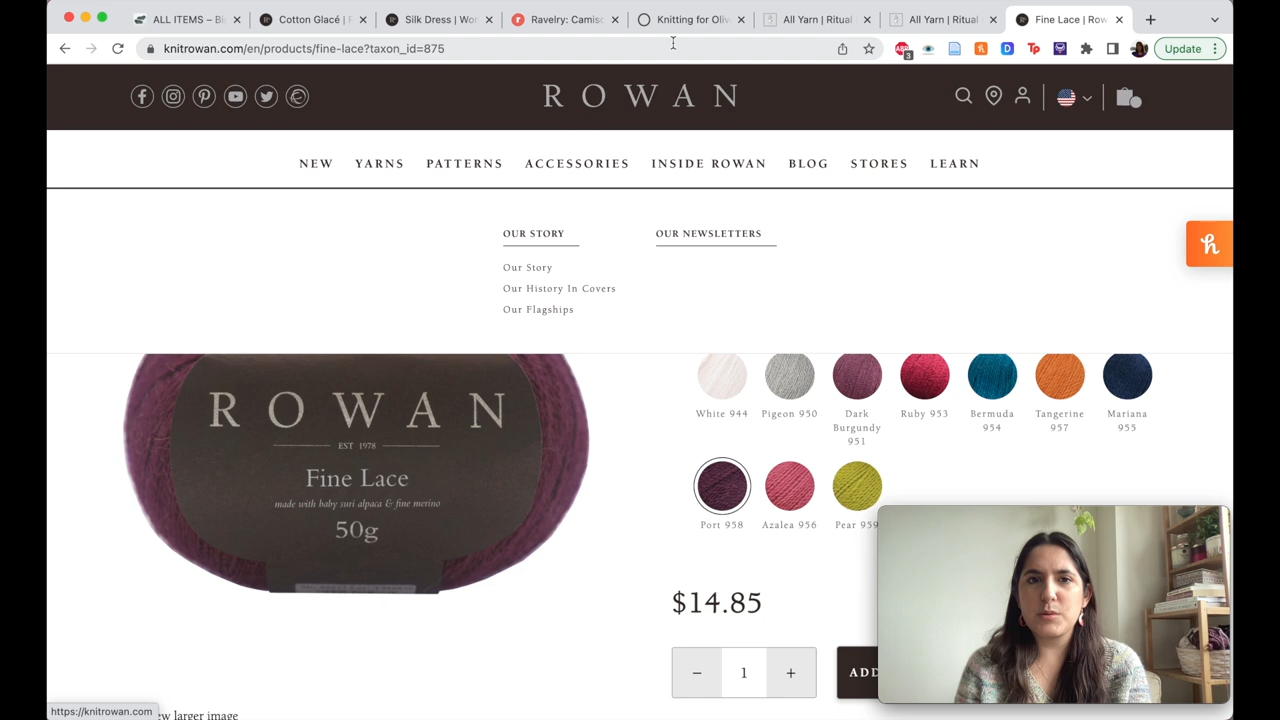 ALL ITEMS – Bi
Cotton Glacé | F
Silk Dress | Wo
Ravelry: Camiso
Knitting for Oliv
All Yarn | Ritual
All Yarn | Ritual
Fine Lace | Row
knitrowan.com/en/products/fine-lace?taxon_id=875
3
D
Tp
Update
ROWAN
NEW
YARNS
PATTERNS
ACCESSORIES
INSIDE ROWAN
BLOG
STORES
LEARN
OUR STORY
OUR NEWSLETTERS
Our Story
Our History In Covers
Our Flagships
h
ROWAN
EST 1978
Fine Lace
made with baby suri alpaca & fine merino
50g
White 944
Pigeon 950
Dark
Burgundy
951
Ruby 953
Bermuda
954
Tangerine
957
Mariana
955
Port 958
Azalea 956
Pear 959
$14.85
− 1 +
ADD
https://knitrowan.com
ew larger image